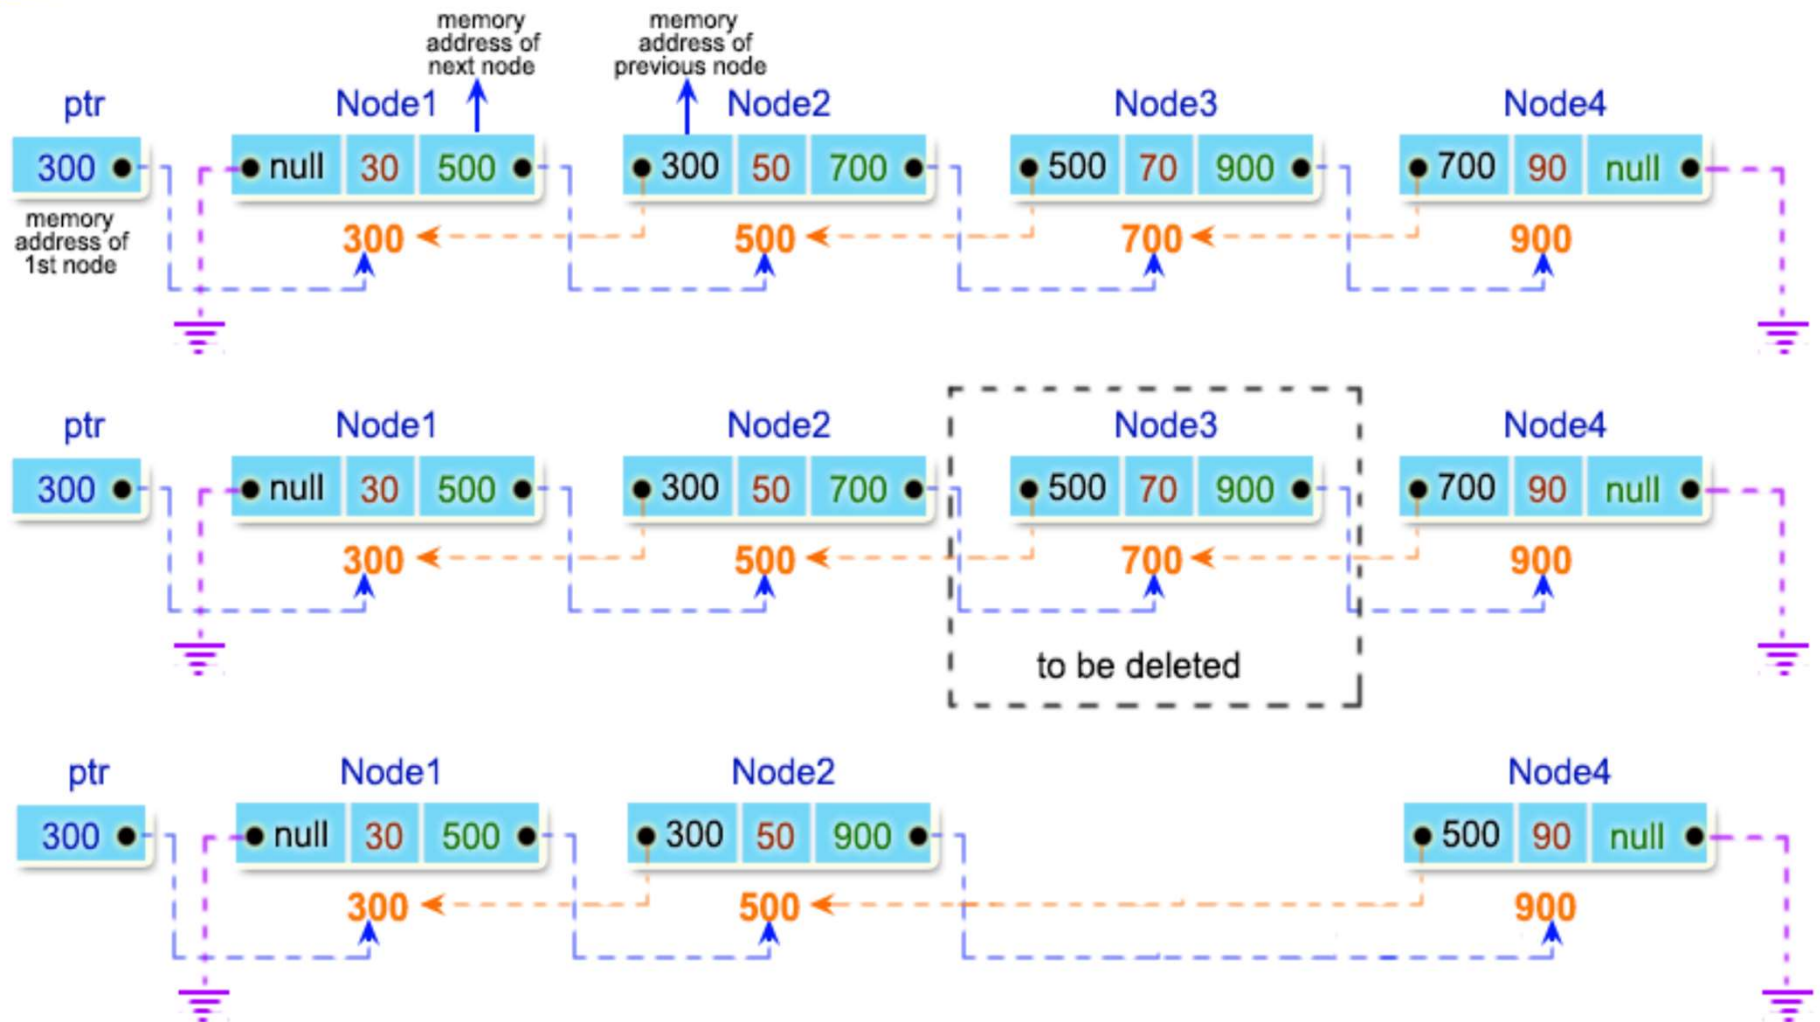 memory
address of
next node
memory
address of
previous node
ptr
Node1
Node2
Node3
Node4
300
null 30 500
300 50 700
500 70 900
700 90 null
memory
address of
1st node
300
500
700
900
ptr
Node1
Node2
Node3
Node4
300
null 30 500
300 50 700
500 70 900
700 90 null
300
500
700
900
to be deleted
ptr
Node1
Node2
Node4
300
null 30 500
300 50 900
500 90 null
300
500
900